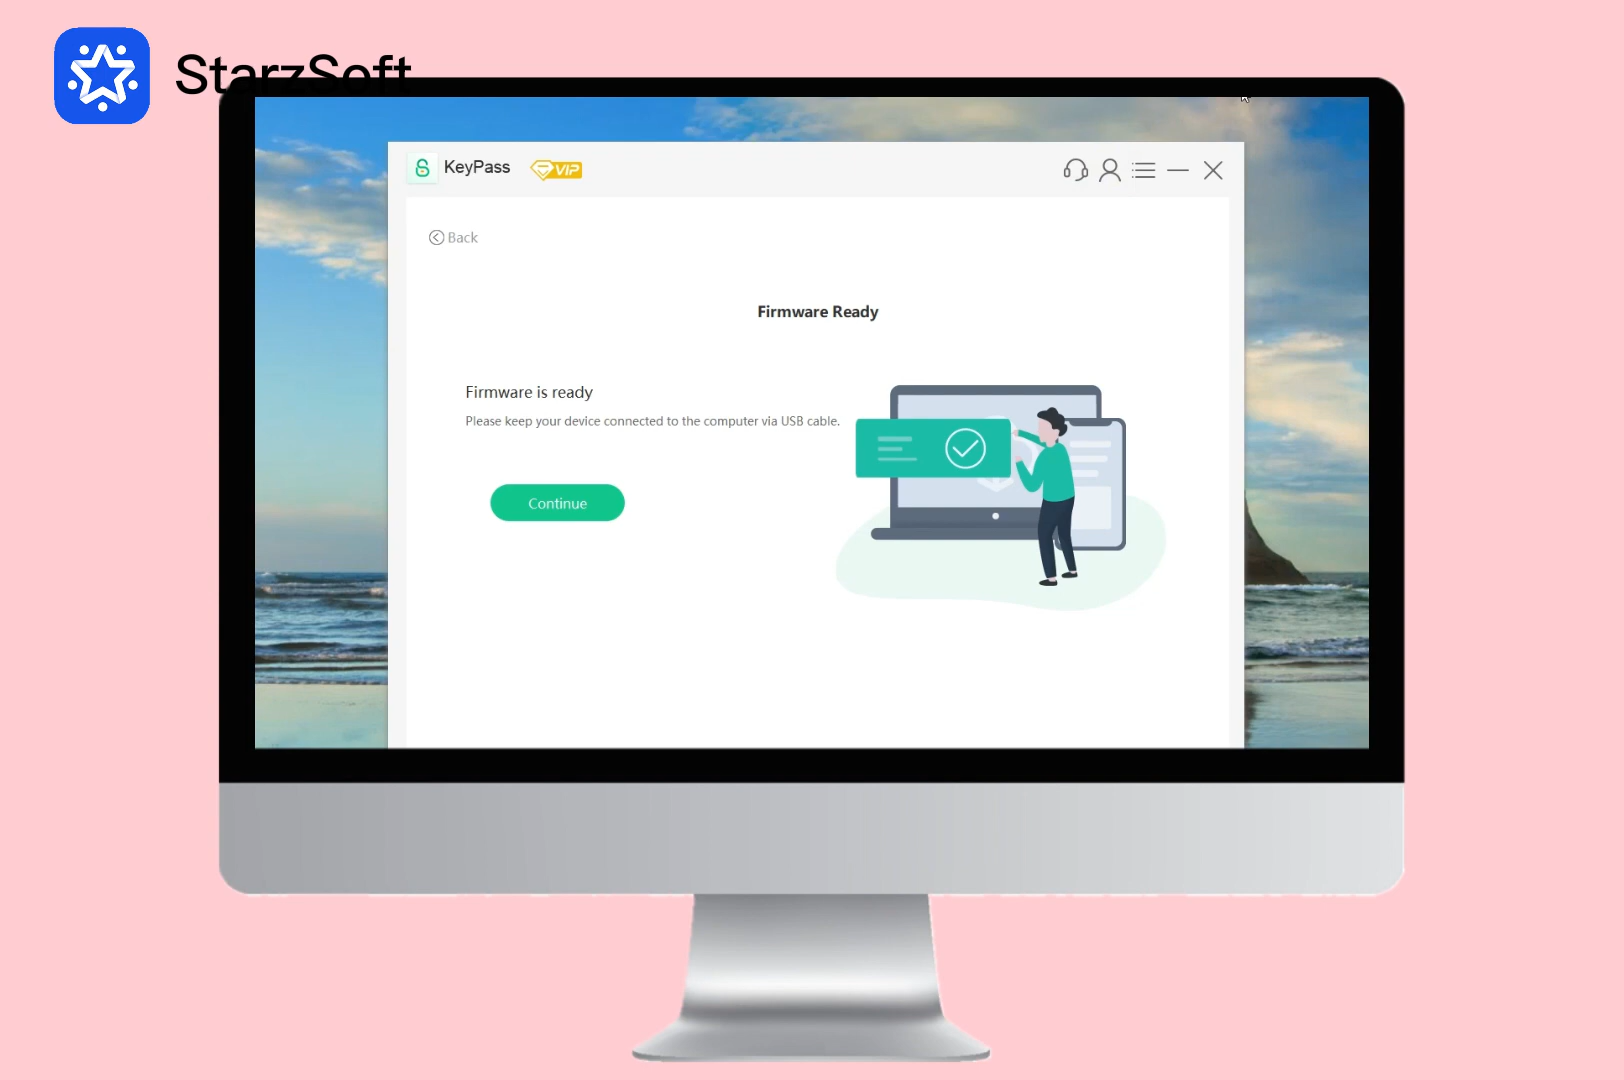 StarzSoft
KeyPass VIP
Back
Firmware Ready
Firmware is ready
Please keep your device connected to the computer via USB cable.
Continue